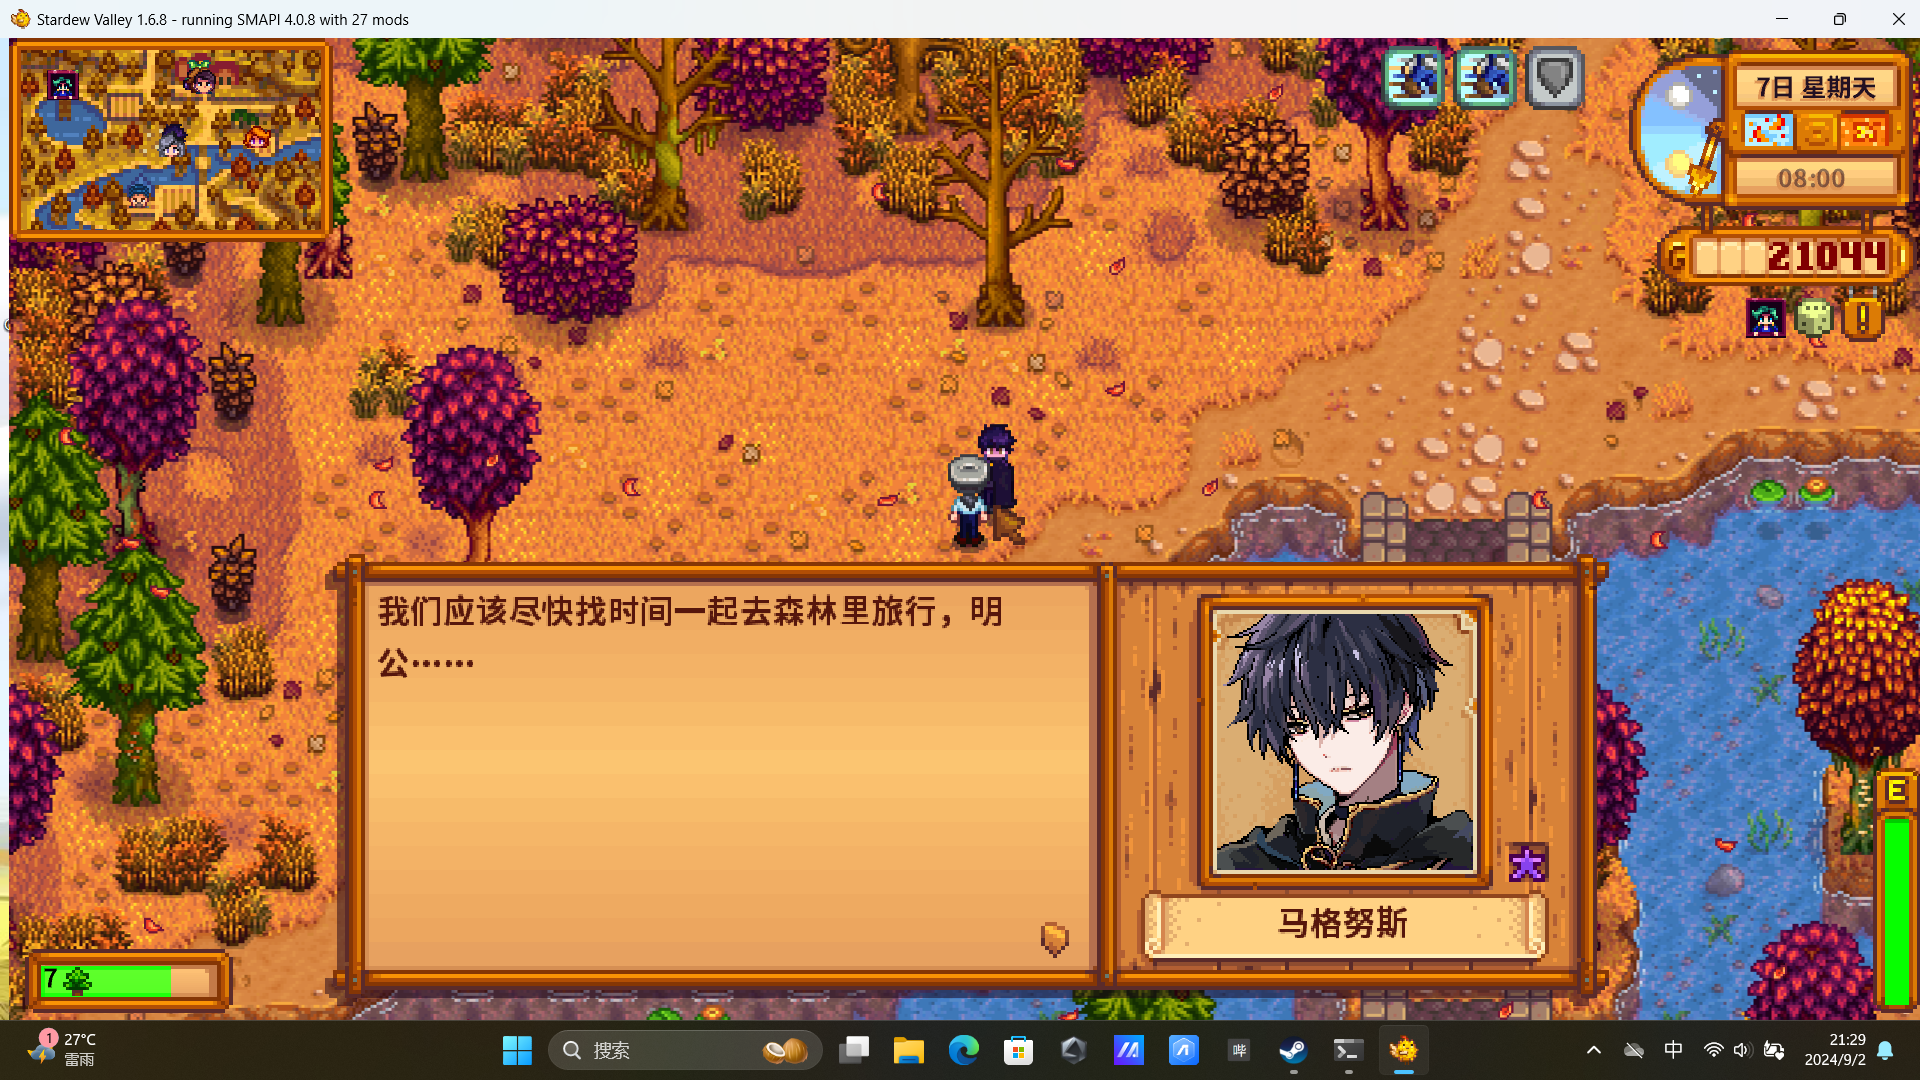 Stardew Valley 1.6.8 - running SMAPI 4.0.8 with 27 mods
7日 星期天
08:00
G 21044
我们应该尽快找时间一起去森林里旅行，明
公……
马格努斯
E
7
1
27°C
雷雨
搜索
哔
中
21:29
2024/9/2